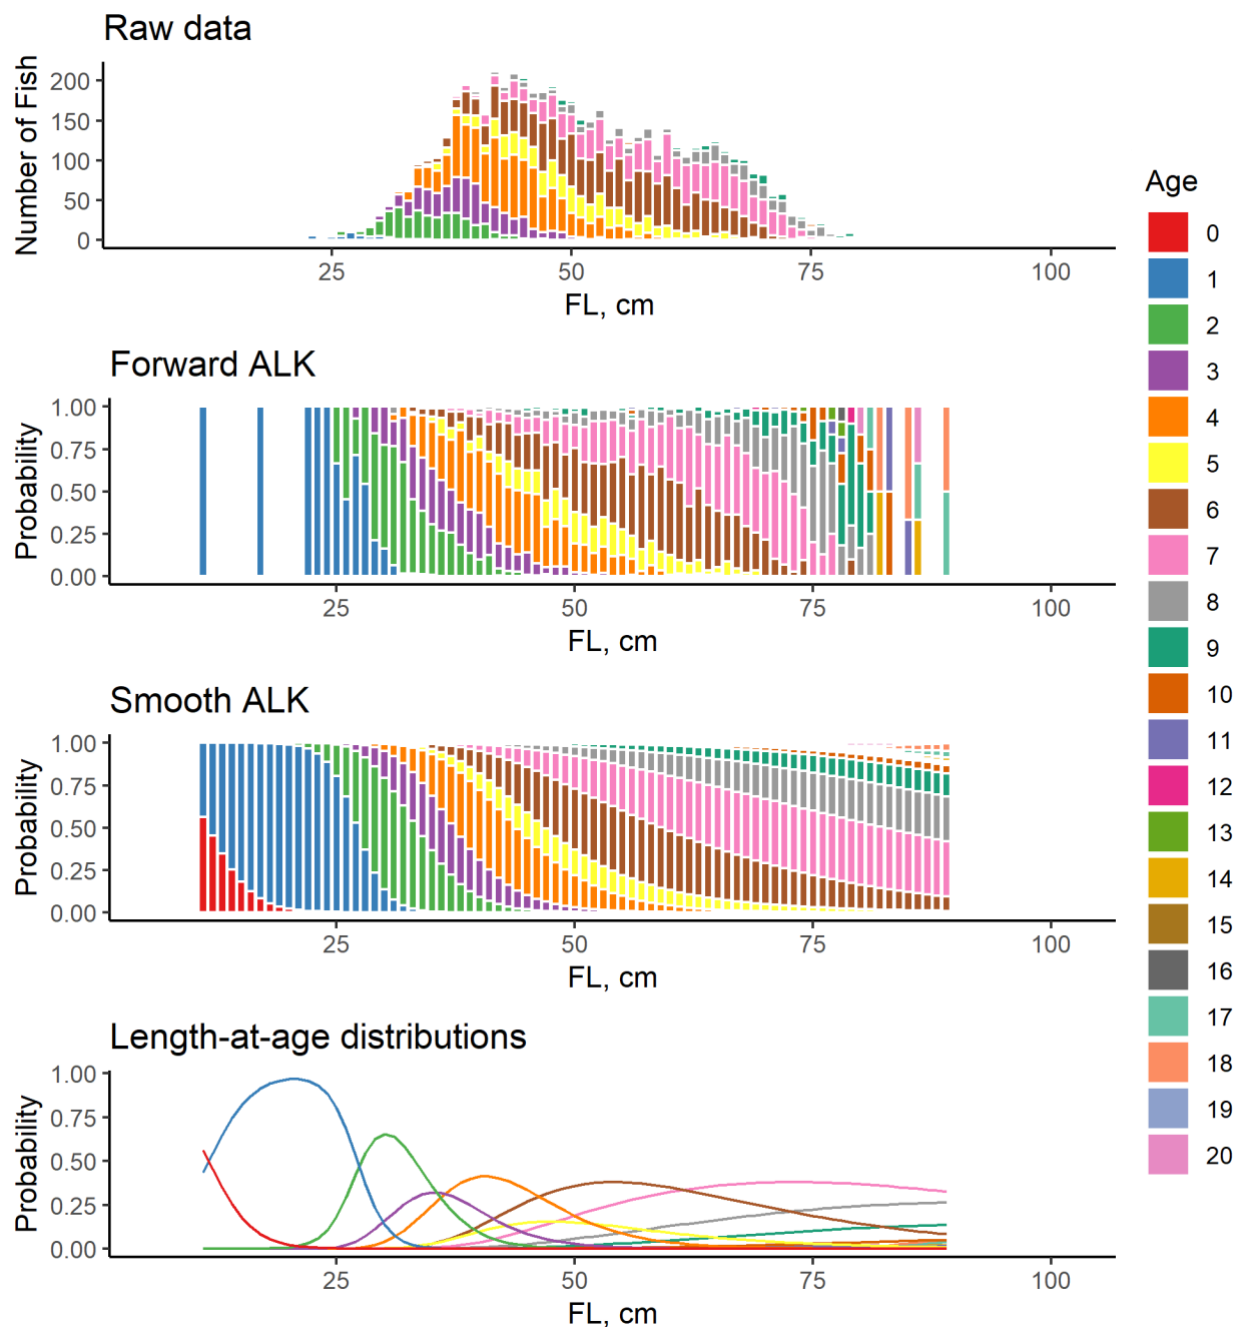 Raw data
Number of Fish
200
150
100
50
0
25 50 75 100
FL, cm
Forward ALK
Probability
1.00
0.75
0.50
0.25
0.00
25 50 75 100
FL, cm
Smooth ALK
Probability
1.00
0.75
0.50
0.25
0.00
25 50 75 100
FL, cm
Length-at-age distributions
Probability
1.00
0.75
0.50
0.25
0.00
25 50 75 100
FL, cm
Age
0
1
2
3
4
5
6
7
8
9
10
11
12
13
14
15
16
17
18
19
20